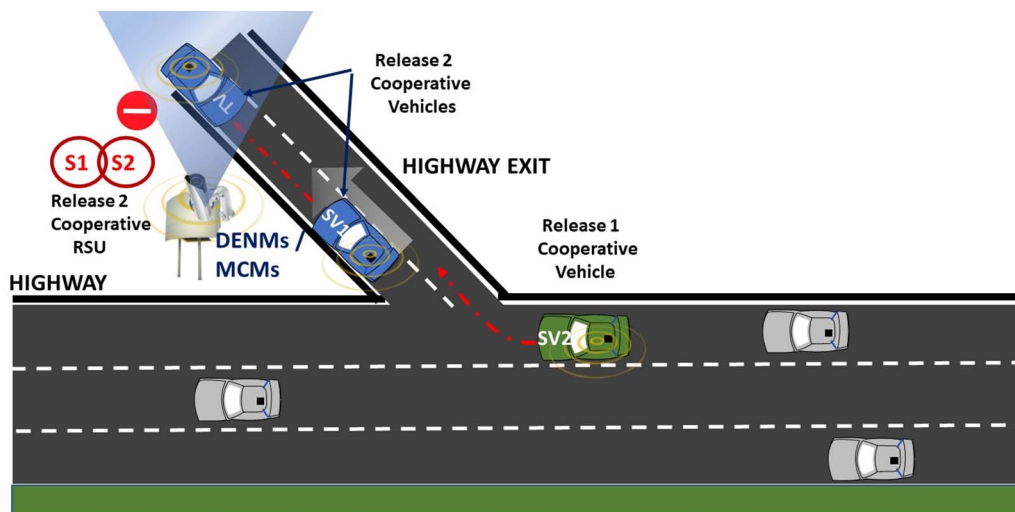 Release 2
Cooperative
Vehicles
TV
S1 S2
Release 2
Cooperative
RSU
HIGHWAY EXIT
SV1
DENMs /
MCMs
Release 1
Cooperative
Vehicle
HIGHWAY
SV2